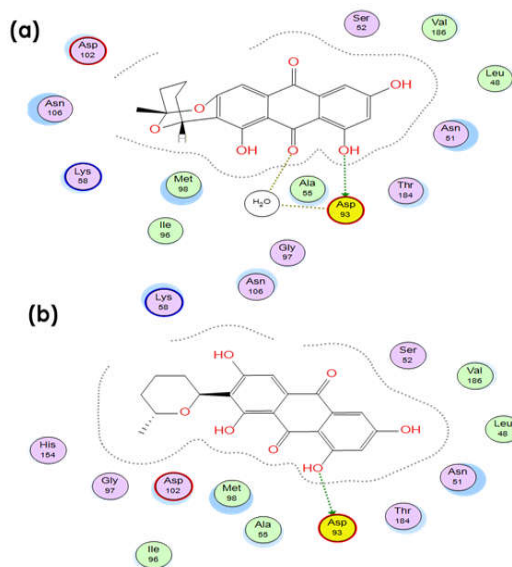 (a)
Ser
52
Val
186
Asp
102
Leu
48
O
OH
Asn
106
O
O
Asn
51
H
OH
O
OH
Lys
58
Met
98
Ala
55
Thr
184
H₂O
Asp
93
Ile
96
Gly
97
Asn
106
Lys
58
(b)
Ser
52
HO
O
Val
186
O
Leu
48
OH
OH
O
His
154
OH
Asn
51
Gly
97
Asp
102
Met
98
Thr
184
Ala
55
Asp
93
Ile
96